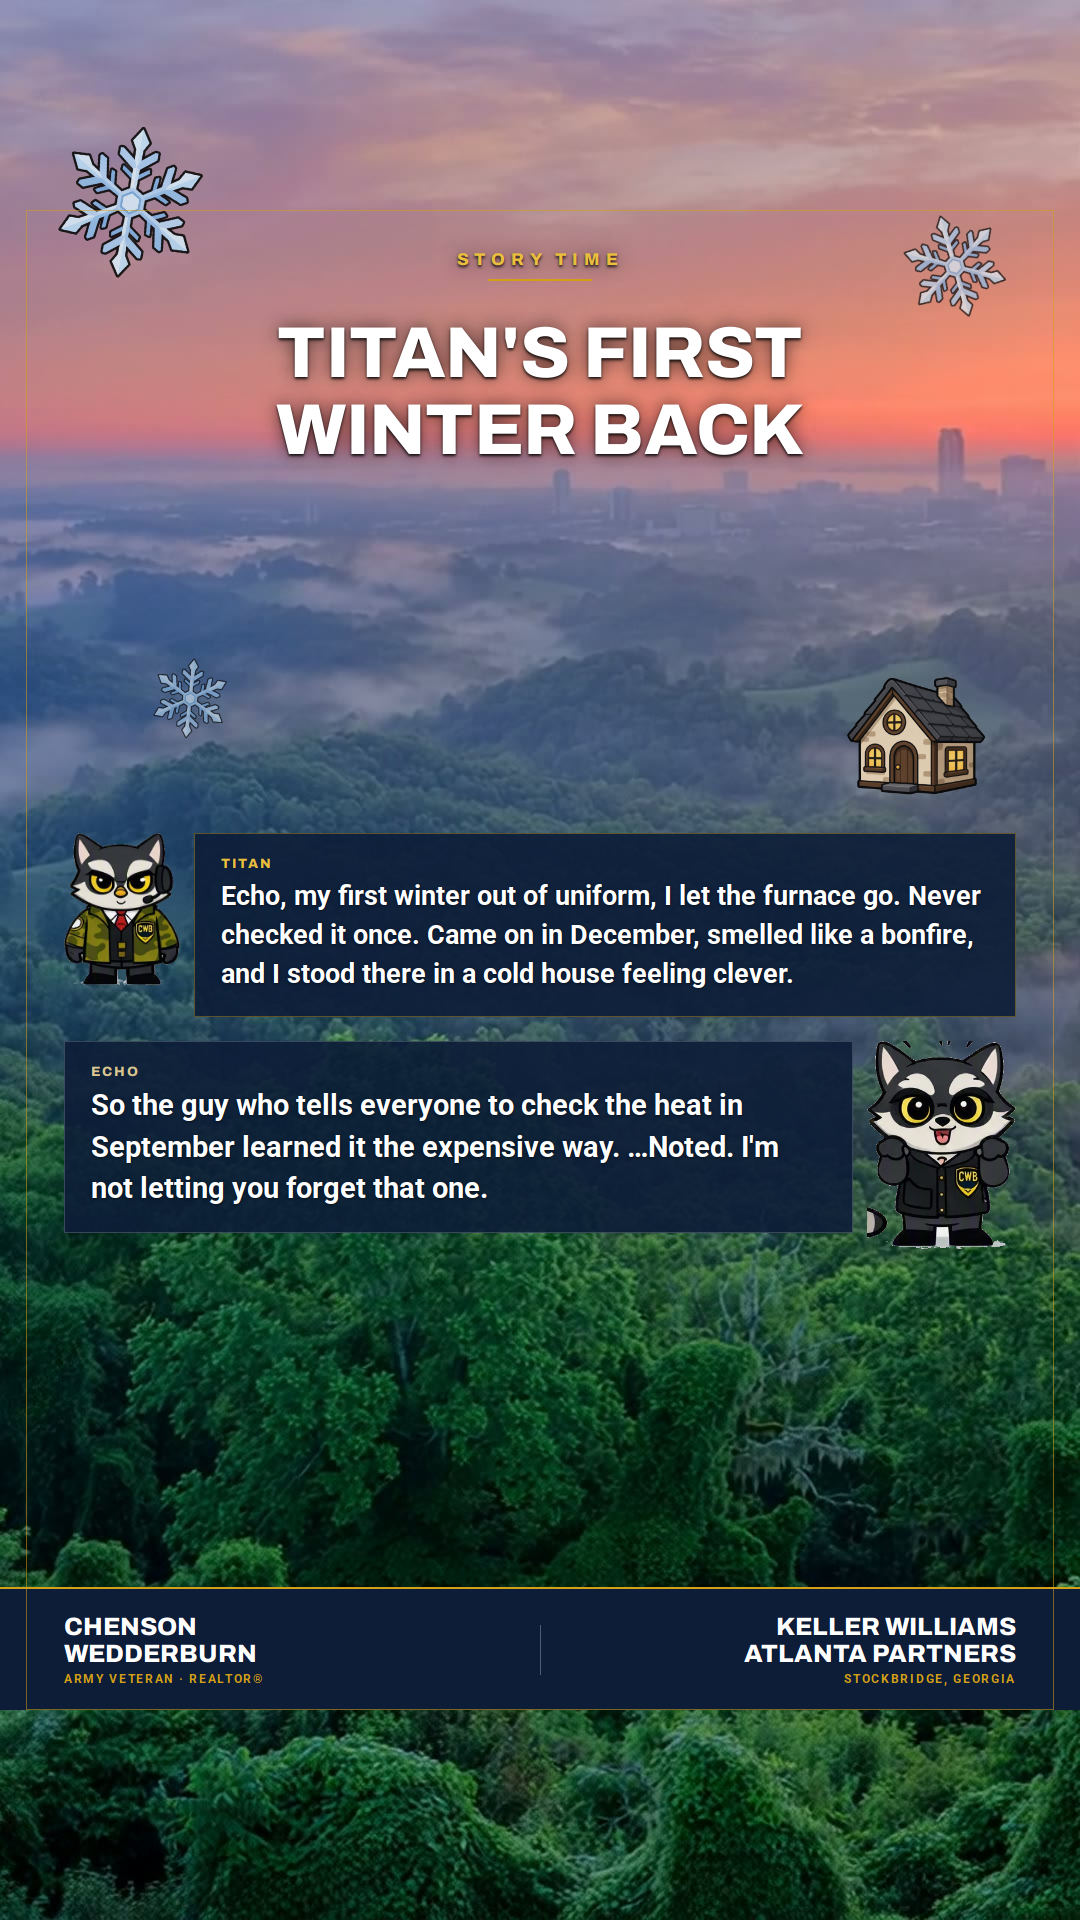 STORY TIME
TITAN'S FIRST
WINTER BACK
TITAN
Echo, my first winter out of uniform, I let the furnace go. Never
checked it once. Came on in December, smelled like a bonfire,
and I stood there in a cold house feeling clever.
CWB
ECHO
So the guy who tells everyone to check the heat in
September learned it the expensive way. ...Noted. I'm
not letting you forget that one.
CWB
CHENSON
WEDDERBURN
ARMY VETERAN · REALTOR®
KELLER WILLIAMS
ATLANTA PARTNERS
STOCKBRIDGE, GEORGIA